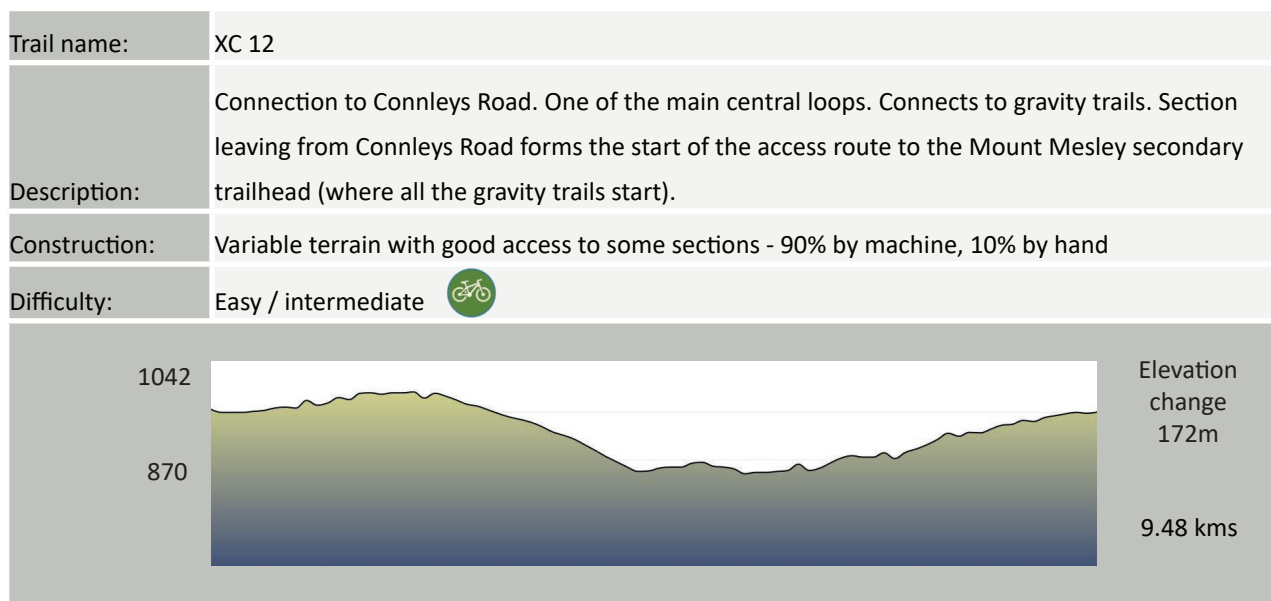 Trail name: XC 12
Connection to Connleys Road. One of the main central loops. Connects to gravity trails. Section
leaving from Connleys Road forms the start of the access route to the Mount Mesley secondary
Description: trailhead (where all the gravity trails start).
Construction: Variable terrain with good access to some sections - 90% by machine, 10% by hand
Difficulty: Easy / intermediate
1042
870
Elevation
change
172m
9.48 kms